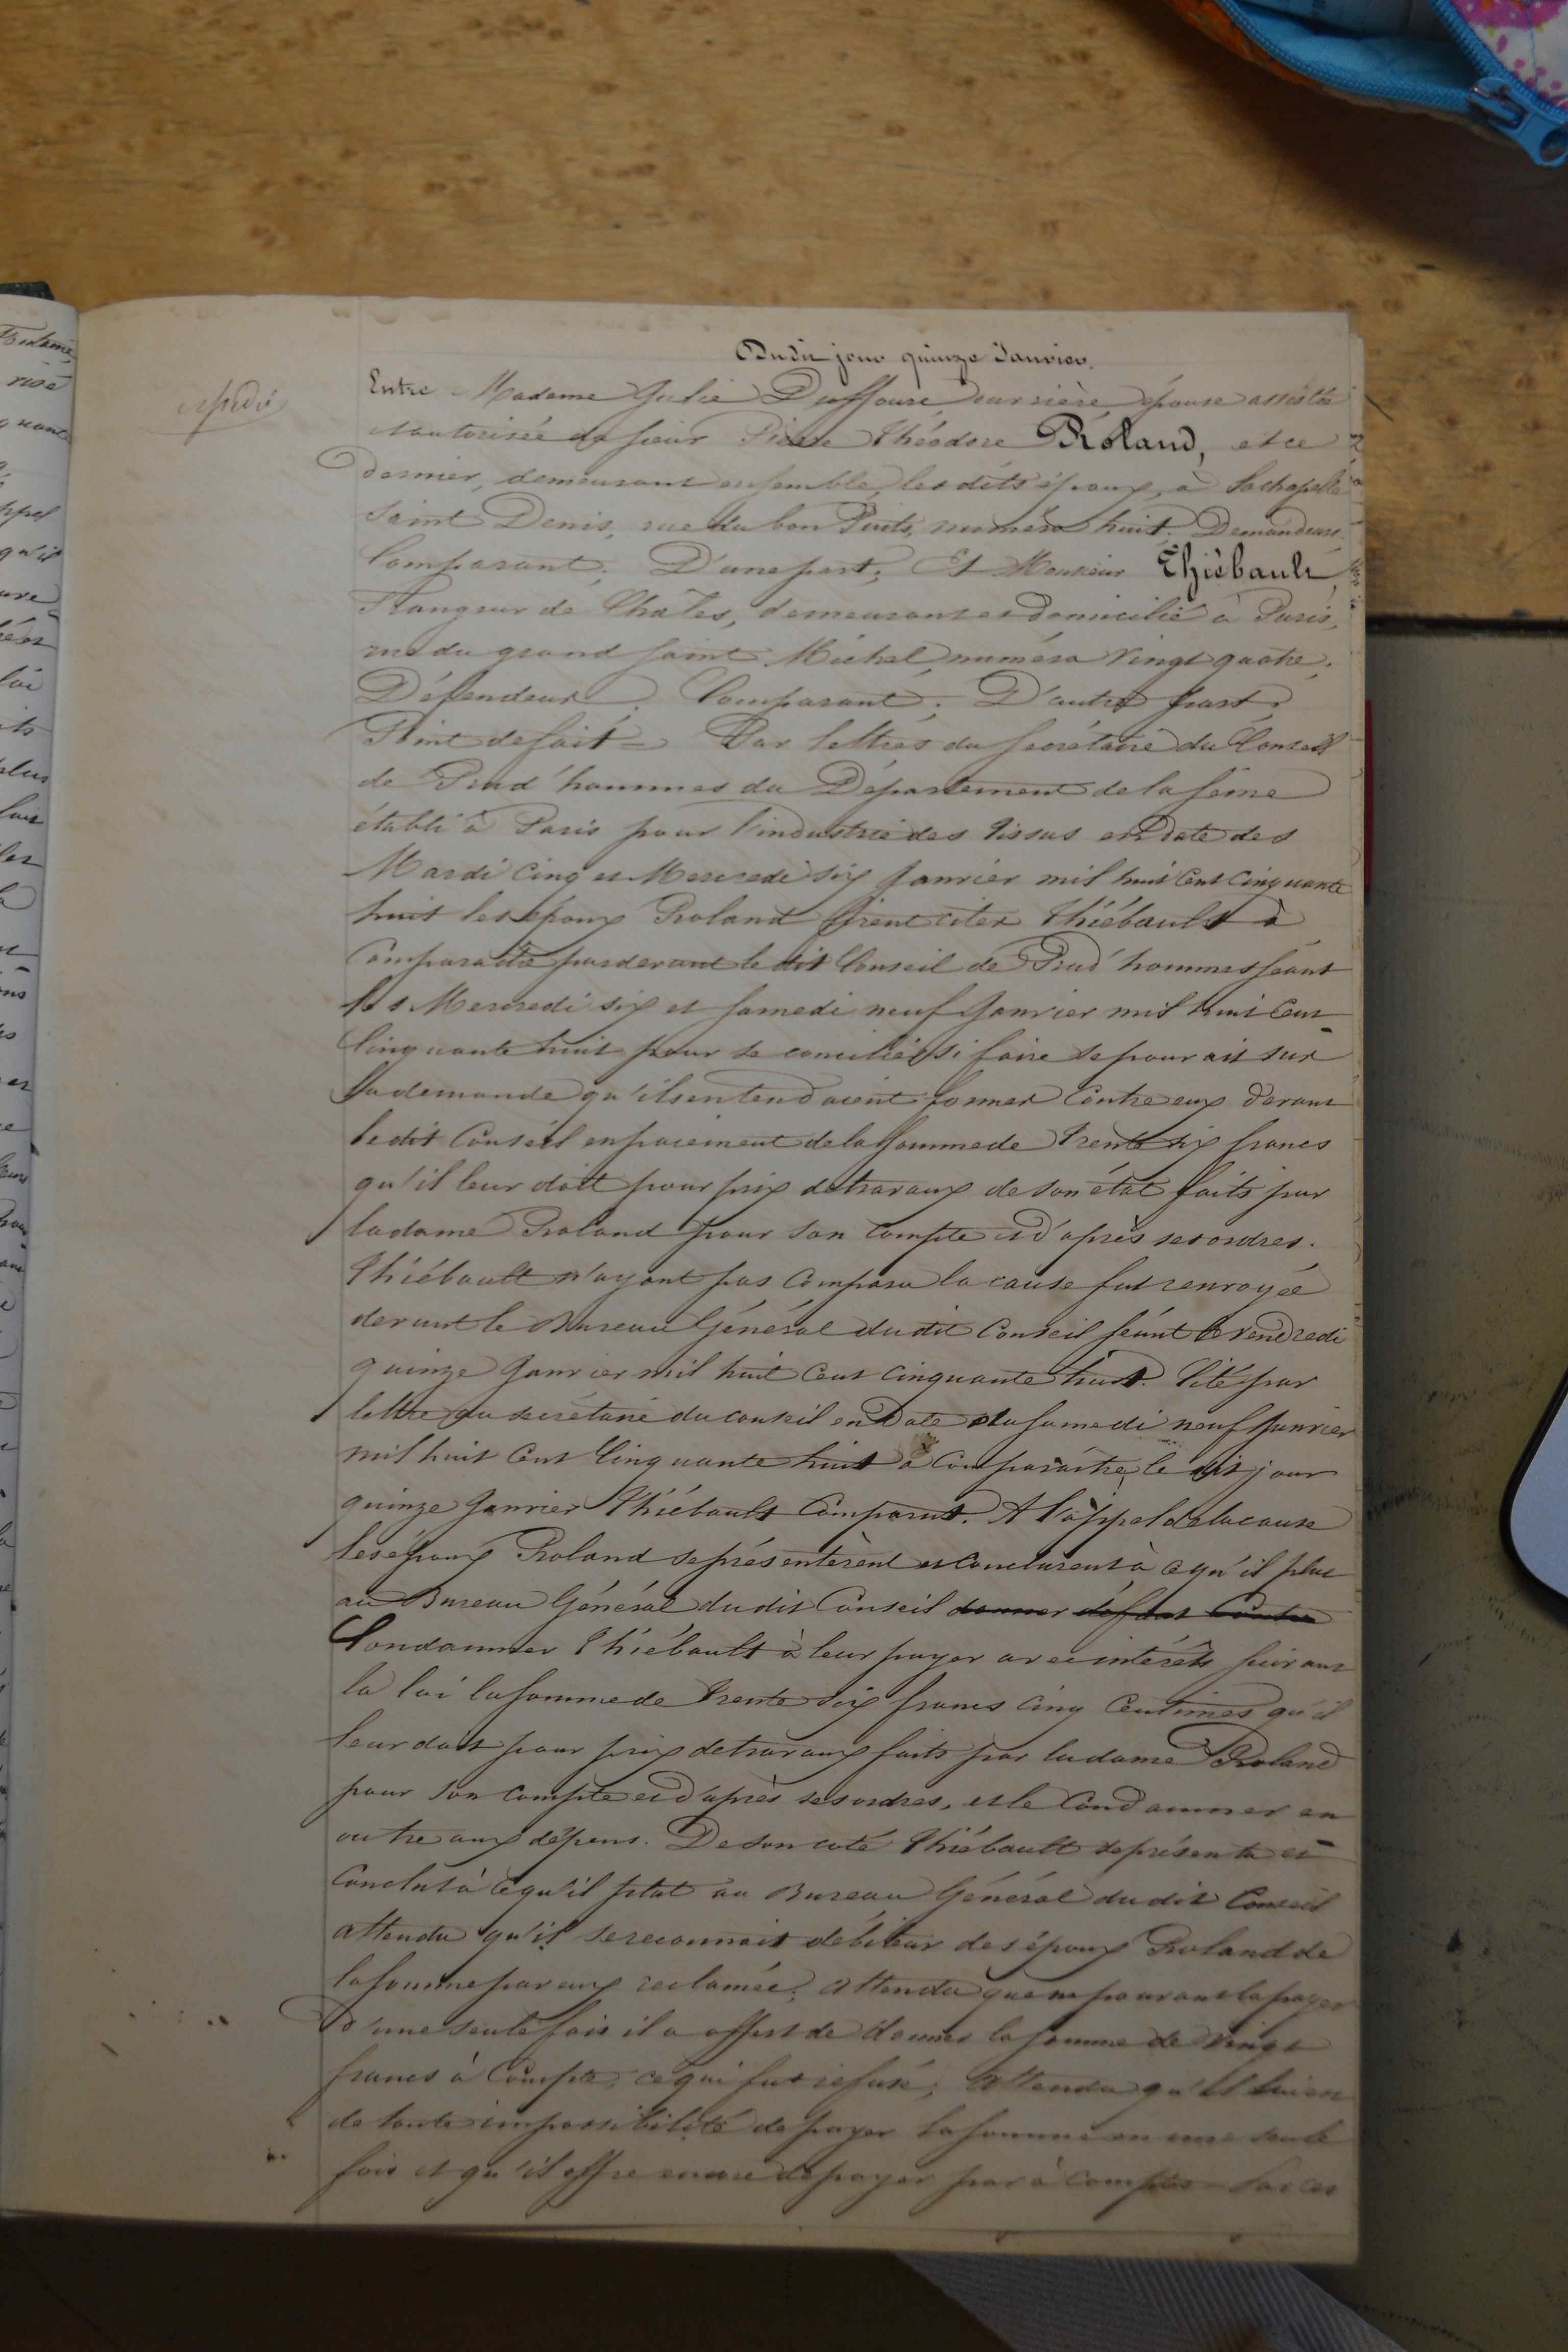 Dudit jour quinze Janvier.
Entre Madame Julie Duffouse ourdisière épouse assistée
et autorisée du sieur Pierre Théodore Roland, et ce
dernier, demeurant ensemble, les dits époux, à Lachapelle
Saint Denis, rue du bon Puits, numéro huit. Demandeurs
Comparant; D'une part; Et Monsieur Thiébault,
Frangeur de Châles, demeurant et domicilié à Paris,
rue du grand saint Michel, numéro vingt quatre.
Défendeur. Comparant; D'autre part.
Point de fait = Par lettres du secrétaire du Conseil
de Prud'hommes du Département de la Seine
établi à Paris pour l'industrie des tissus en date des
Mardi cinq et Mercredi six Janvier mil huit cent cinquante
huit les époux Roland firent citer Thiébault à
comparaître pardevant le dit Conseil de Prud'hommes séant
les Mercredi six et samedi neuf Janvier mil huit cent
cinquante huit pour se concilier si faire se pouvait sur
la demande qu'ils entendaient former contre eux devant
le dit Conseil en paiement de la somme de trente six francs
qu'il leur doit pour prix de travaux de son état faits par
la dame Roland pour son compte et d'après ses ordres.
Thiébault n'ayant pas comparu la cause fut renvoyée
devant le Bureau Général du dit Conseil séant le vendredi
quinze Janvier mil huit cent cinquante huit. Cité par
lettre du secrétaire du conseil en date du samedi neuf Janvier
mil huit cent cinquante huit à comparaître le dit jour
quinze Janvier Thiébault Comparut. A l'appel de la cause
les époux Roland se présentèrent et conclurent à ce qu'il plut
au Bureau Général du dit Conseil donner défaut Contre
Condamner Thiébault à leur payer avec intérêts suivant
la loi la somme de trente six francs cinq centimes qu'il
leur doit pour prix de travaux faits par la dame Roland
pour son compte et d'après ses ordres, et le condamner en
outre aux dépens. De son coté Thiébault se présenta et
conclut à ce qu'il plut au Bureau Général du dit Conseil
attendu qu'il se reconnait débiteur des époux Roland de
la somme par eux réclamée; attendu que ne pouvant la payer
d'une seule fois il a offert de donner la somme de vingt
francs à compte, ce qui fut refusé; Attendu qu'il
de toute impossibilité de payer la somme en une seule
fois et qu'il offre encore de payer par à comptes